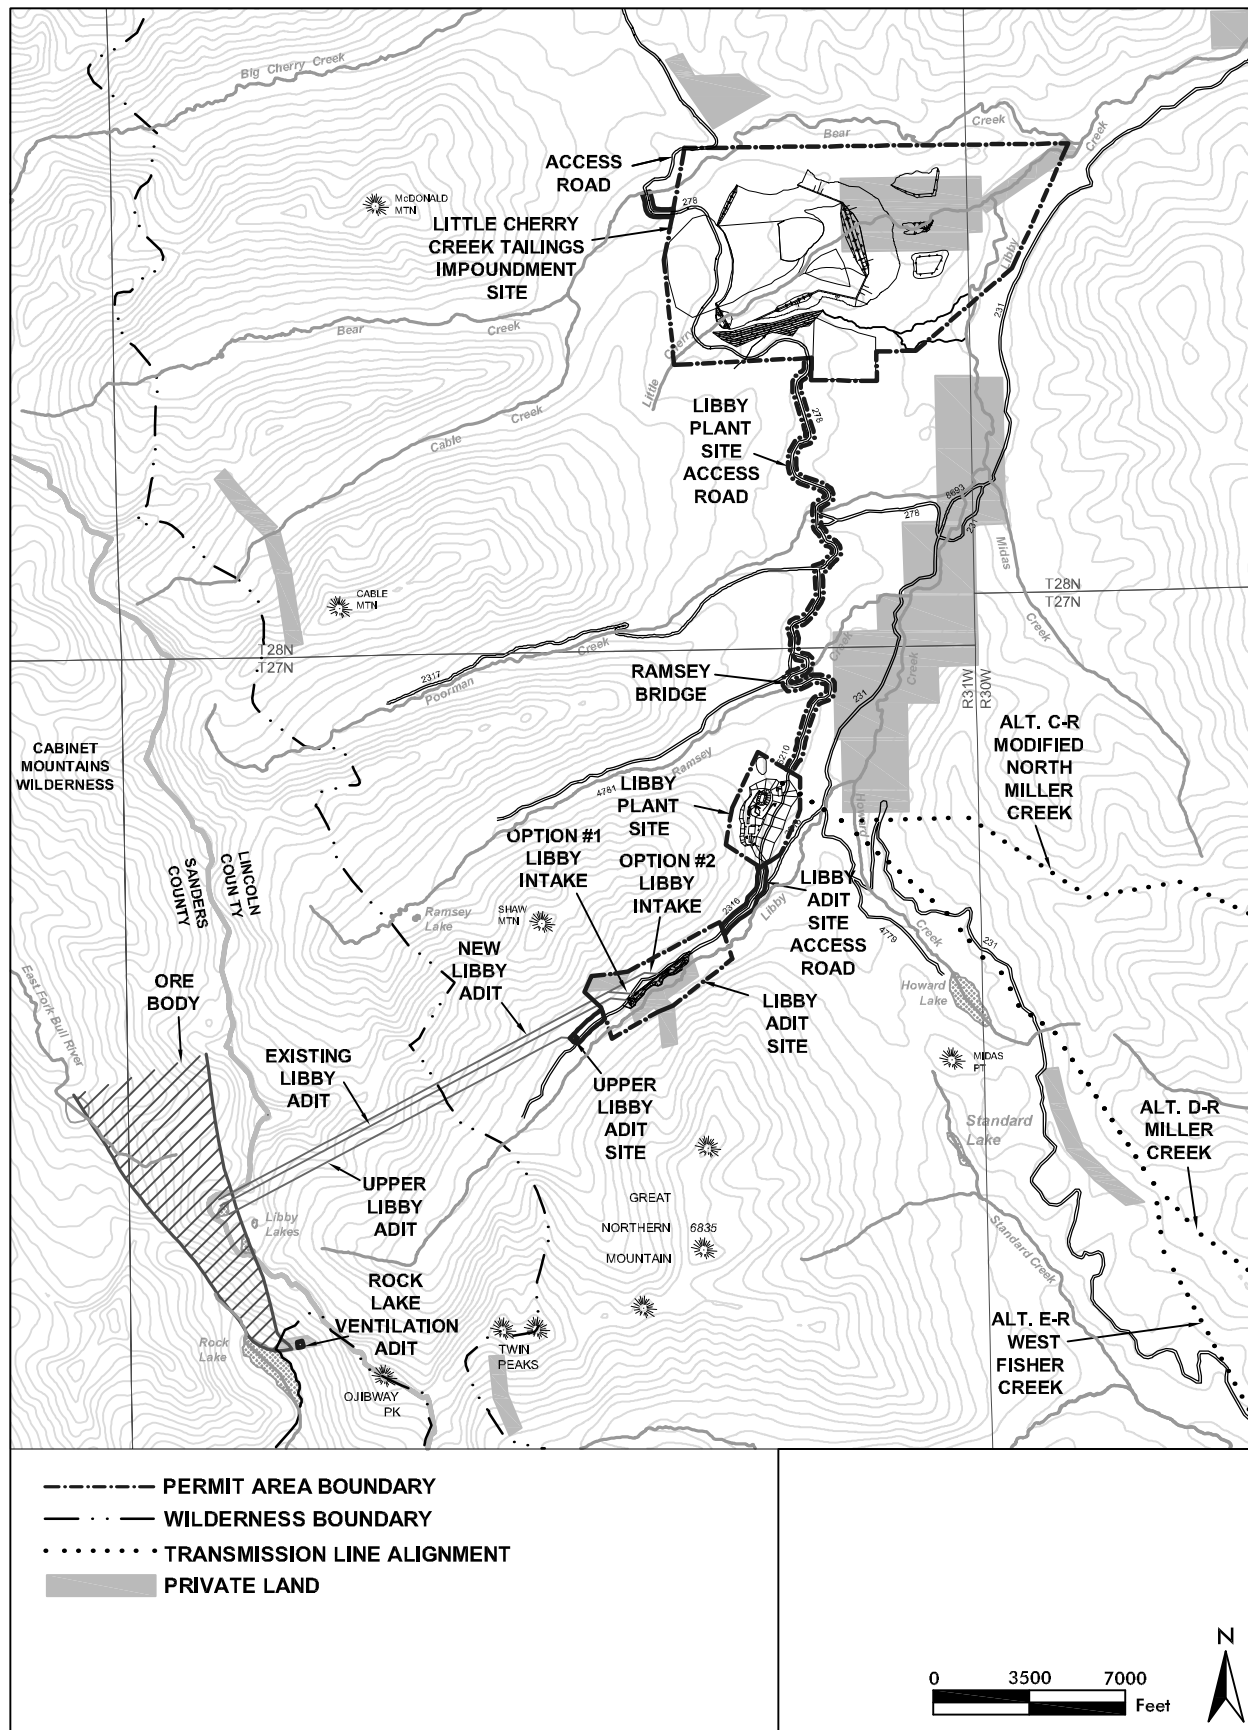 Big Cherry Creek
Bear
Creek
Creek
ACCESS
ROAD
McDONALD
MTN
278
LITTLE CHERRY
CREEK TAILINGS
IMPOUNDMENT
SITE
Libby
231
Bear
Creek
Little
Cherry
Creek
Cable
LIBBY
PLANT
SITE
ACCESS
ROAD
278
6693
278
231
Midas
Creek
CABLE
MTN
T28N
T27N
T28N
T27N
R31W
R30W
2317
Poorman
Creek
Creek
Creek
RAMSEY
BRIDGE
231
ALT. C-R
MODIFIED
NORTH
MILLER
CREEK
CABINET
MOUNTAINS
WILDERNESS
6210
Ramsey
4781
LIBBY
PLANT
SITE
Howard
OPTION #1
LIBBY
INTAKE
OPTION #2
LIBBY
INTAKE
LINCOLN
COUNTY
SANDERS
COUNTY
LIBBY
ADIT
SITE
ACCESS
ROAD
Libby
2316
Ramsey
Lake
SHAW
MTN
4779
Creek
231
NEW
LIBBY
ADIT
East Fork Bull River
ORE
BODY
Howard
Lake
LIBBY
ADIT
SITE
EXISTING
LIBBY
ADIT
MIDAS
PT
UPPER
LIBBY
ADIT
SITE
Standard
Lake
ALT. D-R
MILLER
CREEK
UPPER
LIBBY
ADIT
Libby
Lakes
GREAT
NORTHERN
MOUNTAIN
6835
Standard Creek
ROCK
LAKE
VENTILATION
ADIT
Rock
Lake
TWIN
PEAKS
OJIBWAY
PK
ALT. E-R
WEST
FISHER
CREEK
PERMIT AREA BOUNDARY
WILDERNESS BOUNDARY
TRANSMISSION LINE ALIGNMENT
PRIVATE LAND
N
0 3500 7000
Feet